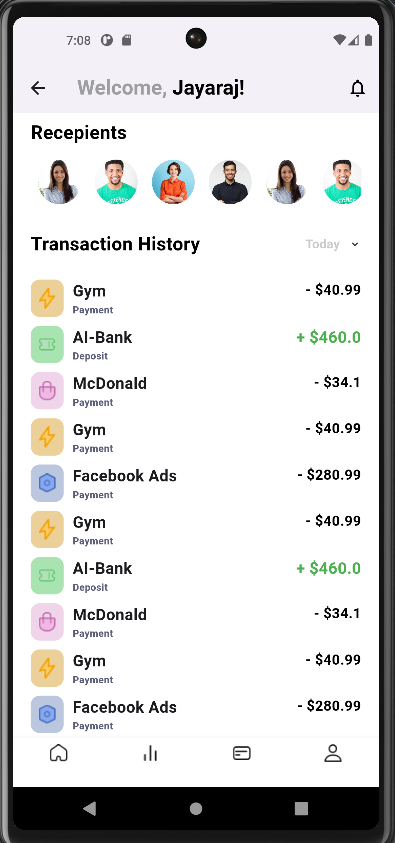 7:08
Welcome, Jayaraj!
Recepients
Transaction History Today
Gym - $40.99
Payment
AI-Bank + $460.0
Deposit
McDonald - $34.1
Payment
Gym - $40.99
Payment
Facebook Ads - $280.99
Payment
Gym - $40.99
Payment
AI-Bank + $460.0
Deposit
McDonald - $34.1
Payment
Gym - $40.99
Payment
Facebook Ads - $280.99
Payment